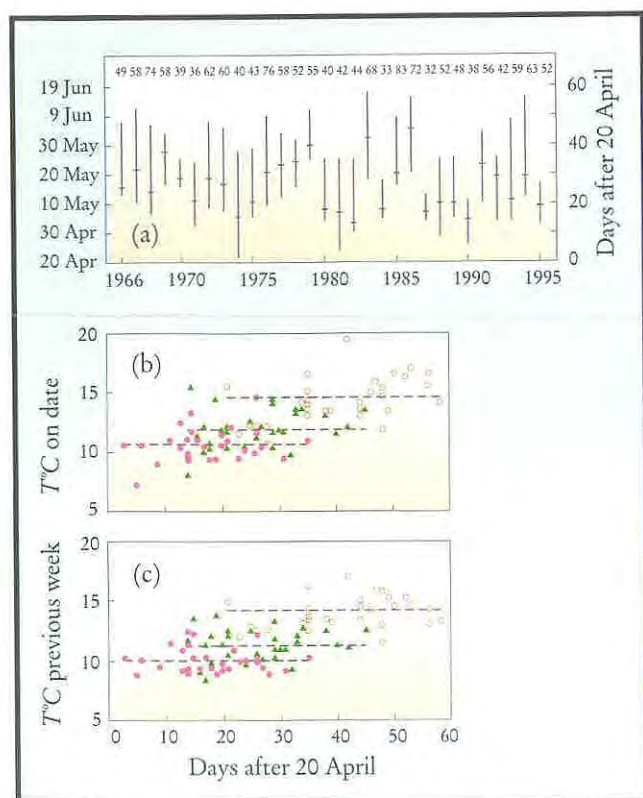 49 58 74 58 39 36 62 60 40 43 76 58 52 55 40 42 44 68 33 83 72 32 52 48 38 56 42 59 63 52
19 Jun
9 Jun
30 May
20 May
10 May
30 Apr
20 Apr
(a)
60
40
20
0
Days after 20 April
1966 1970 1975 1980 1985 1990 1995
20
15
10
5
(b)
T°C on date
20
15
10
5
(c)
T°C previous week
0 10 20 30 40 50 60
Days after 20 April